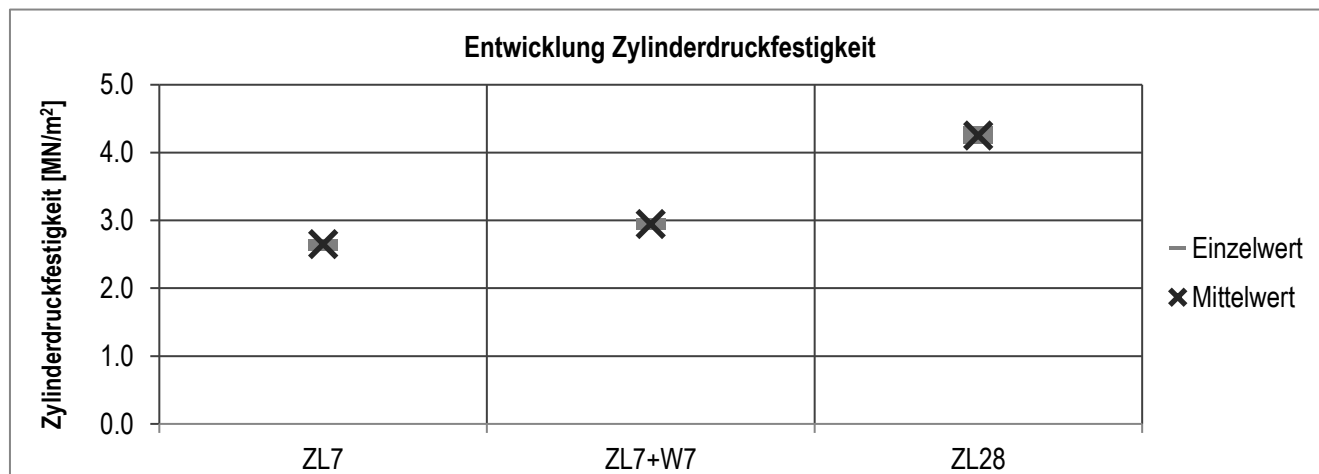 Entwicklung Zylinderdruckfestigkeit
Zylinderdruckfestigkeit [MN/m²]
5.0
4.0
3.0
2.0
1.0
0.0
ZL7
ZL7+W7
ZL28
Einzelwert
Mittelwert